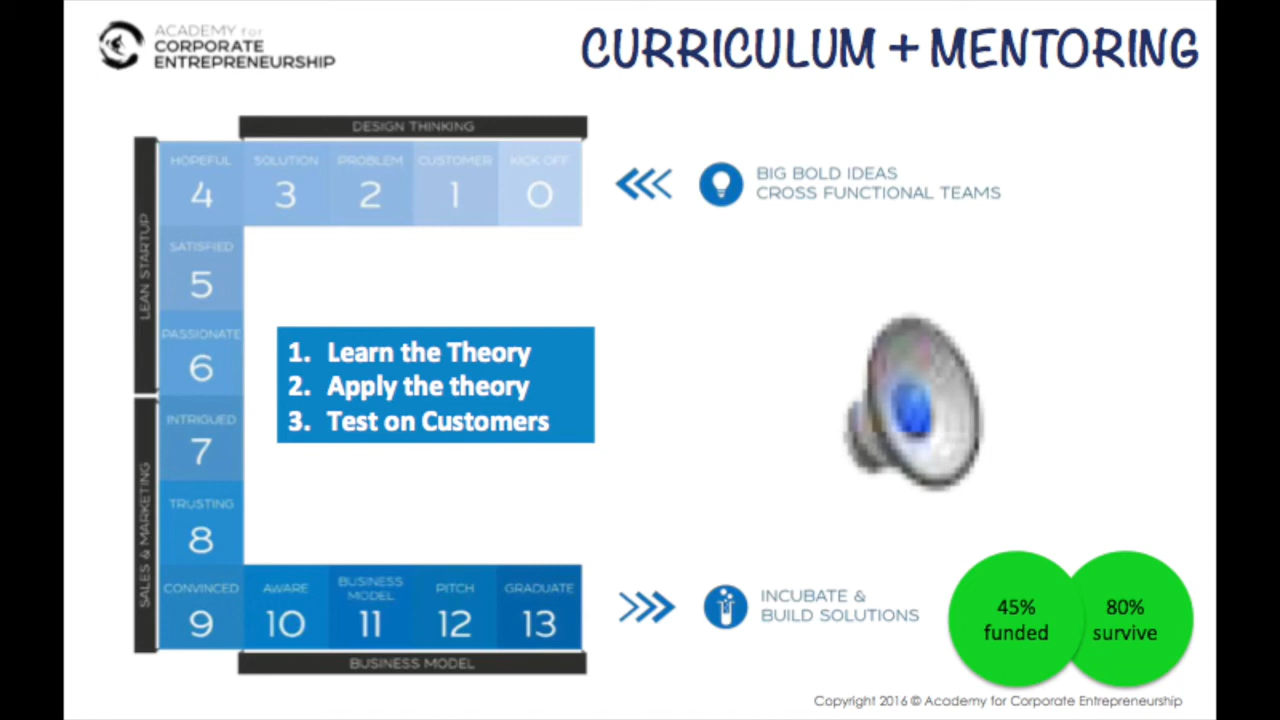 ACADEMY for
CORPORATE
ENTREPRENEURSHIP
CURRICULUM + MENTORING
DESIGN THINKING
HOPEFUL SOLUTION PROBLEM CUSTOMER KICK OFF
4 3 2 1 0
BIG BOLD IDEAS
CROSS FUNCTIONAL TEAMS
LEAN STARTUP
SATISFIED
5
PASSIONATE
6
1. Learn the Theory
2. Apply the theory
3. Test on Customers
SALES & MARKETING
INTRIGUED
7
TRUSTING
8
CONVINCED AWARE BUSINESS MODEL PITCH GRADUATE
9 10 11 12 13
BUSINESS MODEL
INCUBATE &
BUILD SOLUTIONS
45%
funded
80%
survive
Copyright 2016 © Academy for Corporate Entrepreneurship